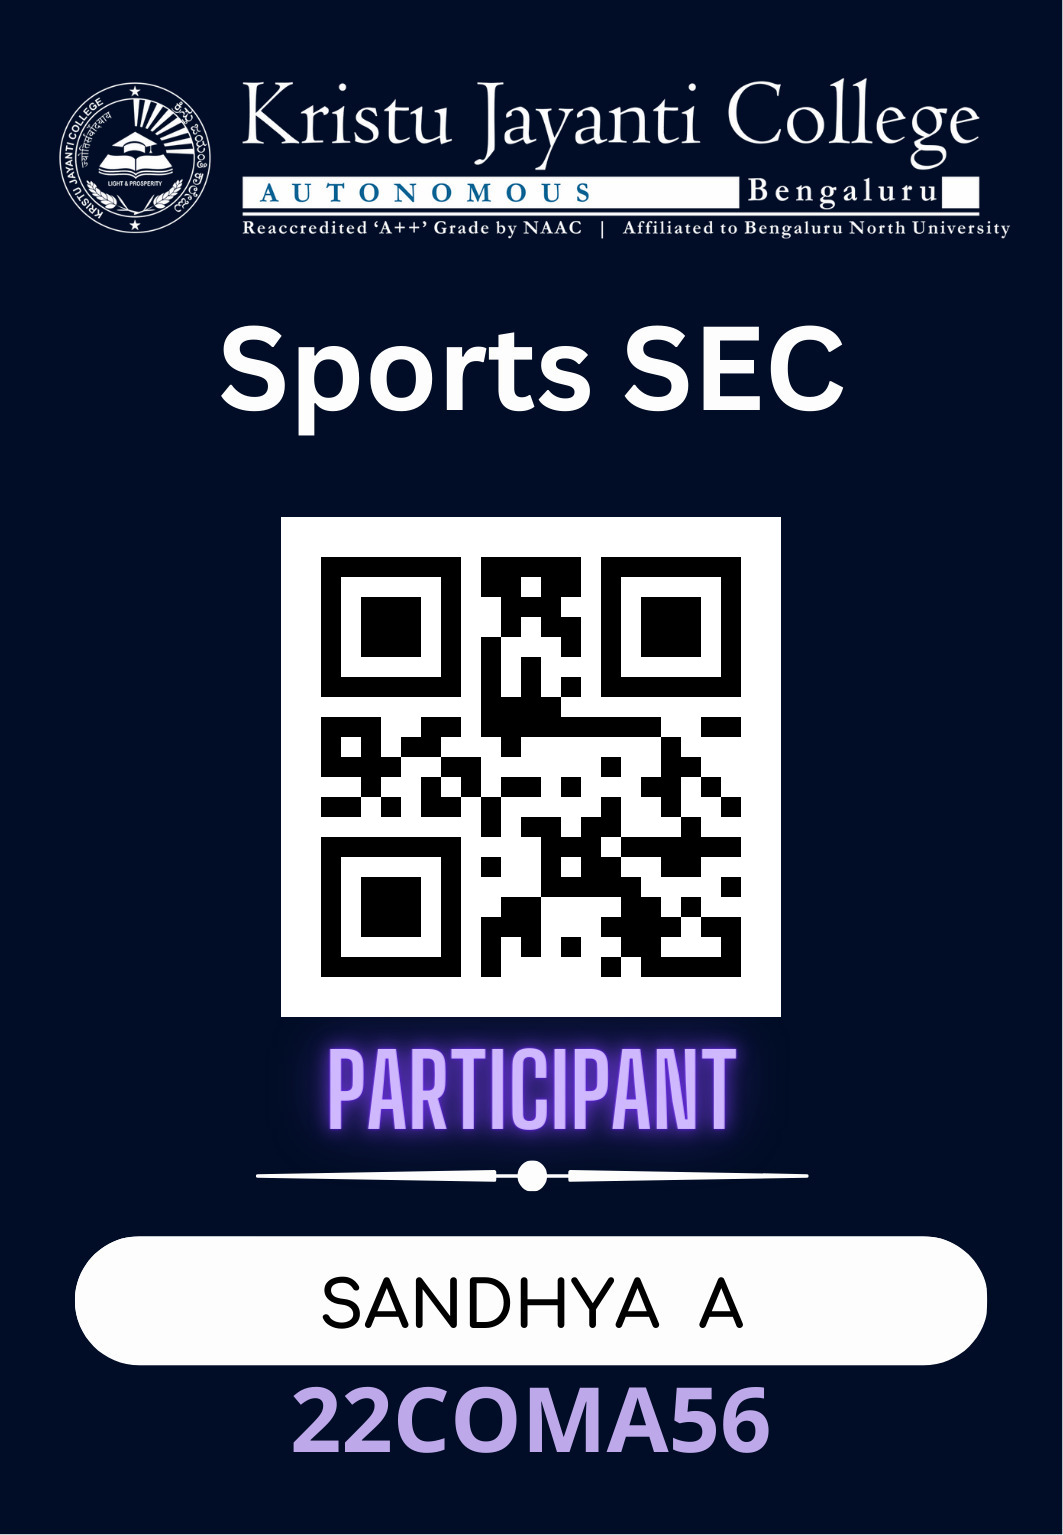 Kristu Jayanti College
AUTONOMOUS Bengaluru
Reaccredited ‘A++’ Grade by NAAC | Affiliated to Bengaluru North University
KRISTU JAYANTI COLLEGE
LIGHT & PROSPERITY
Sports SEC
PARTICIPANT
SANDHYA A
22COMA56